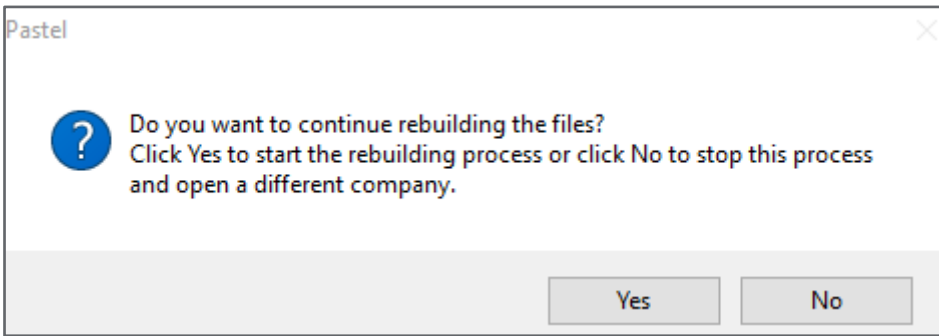 Pastel
Do you want to continue rebuilding the files?
Click Yes to start the rebuilding process or click No to stop this process
and open a different company.
Yes
No